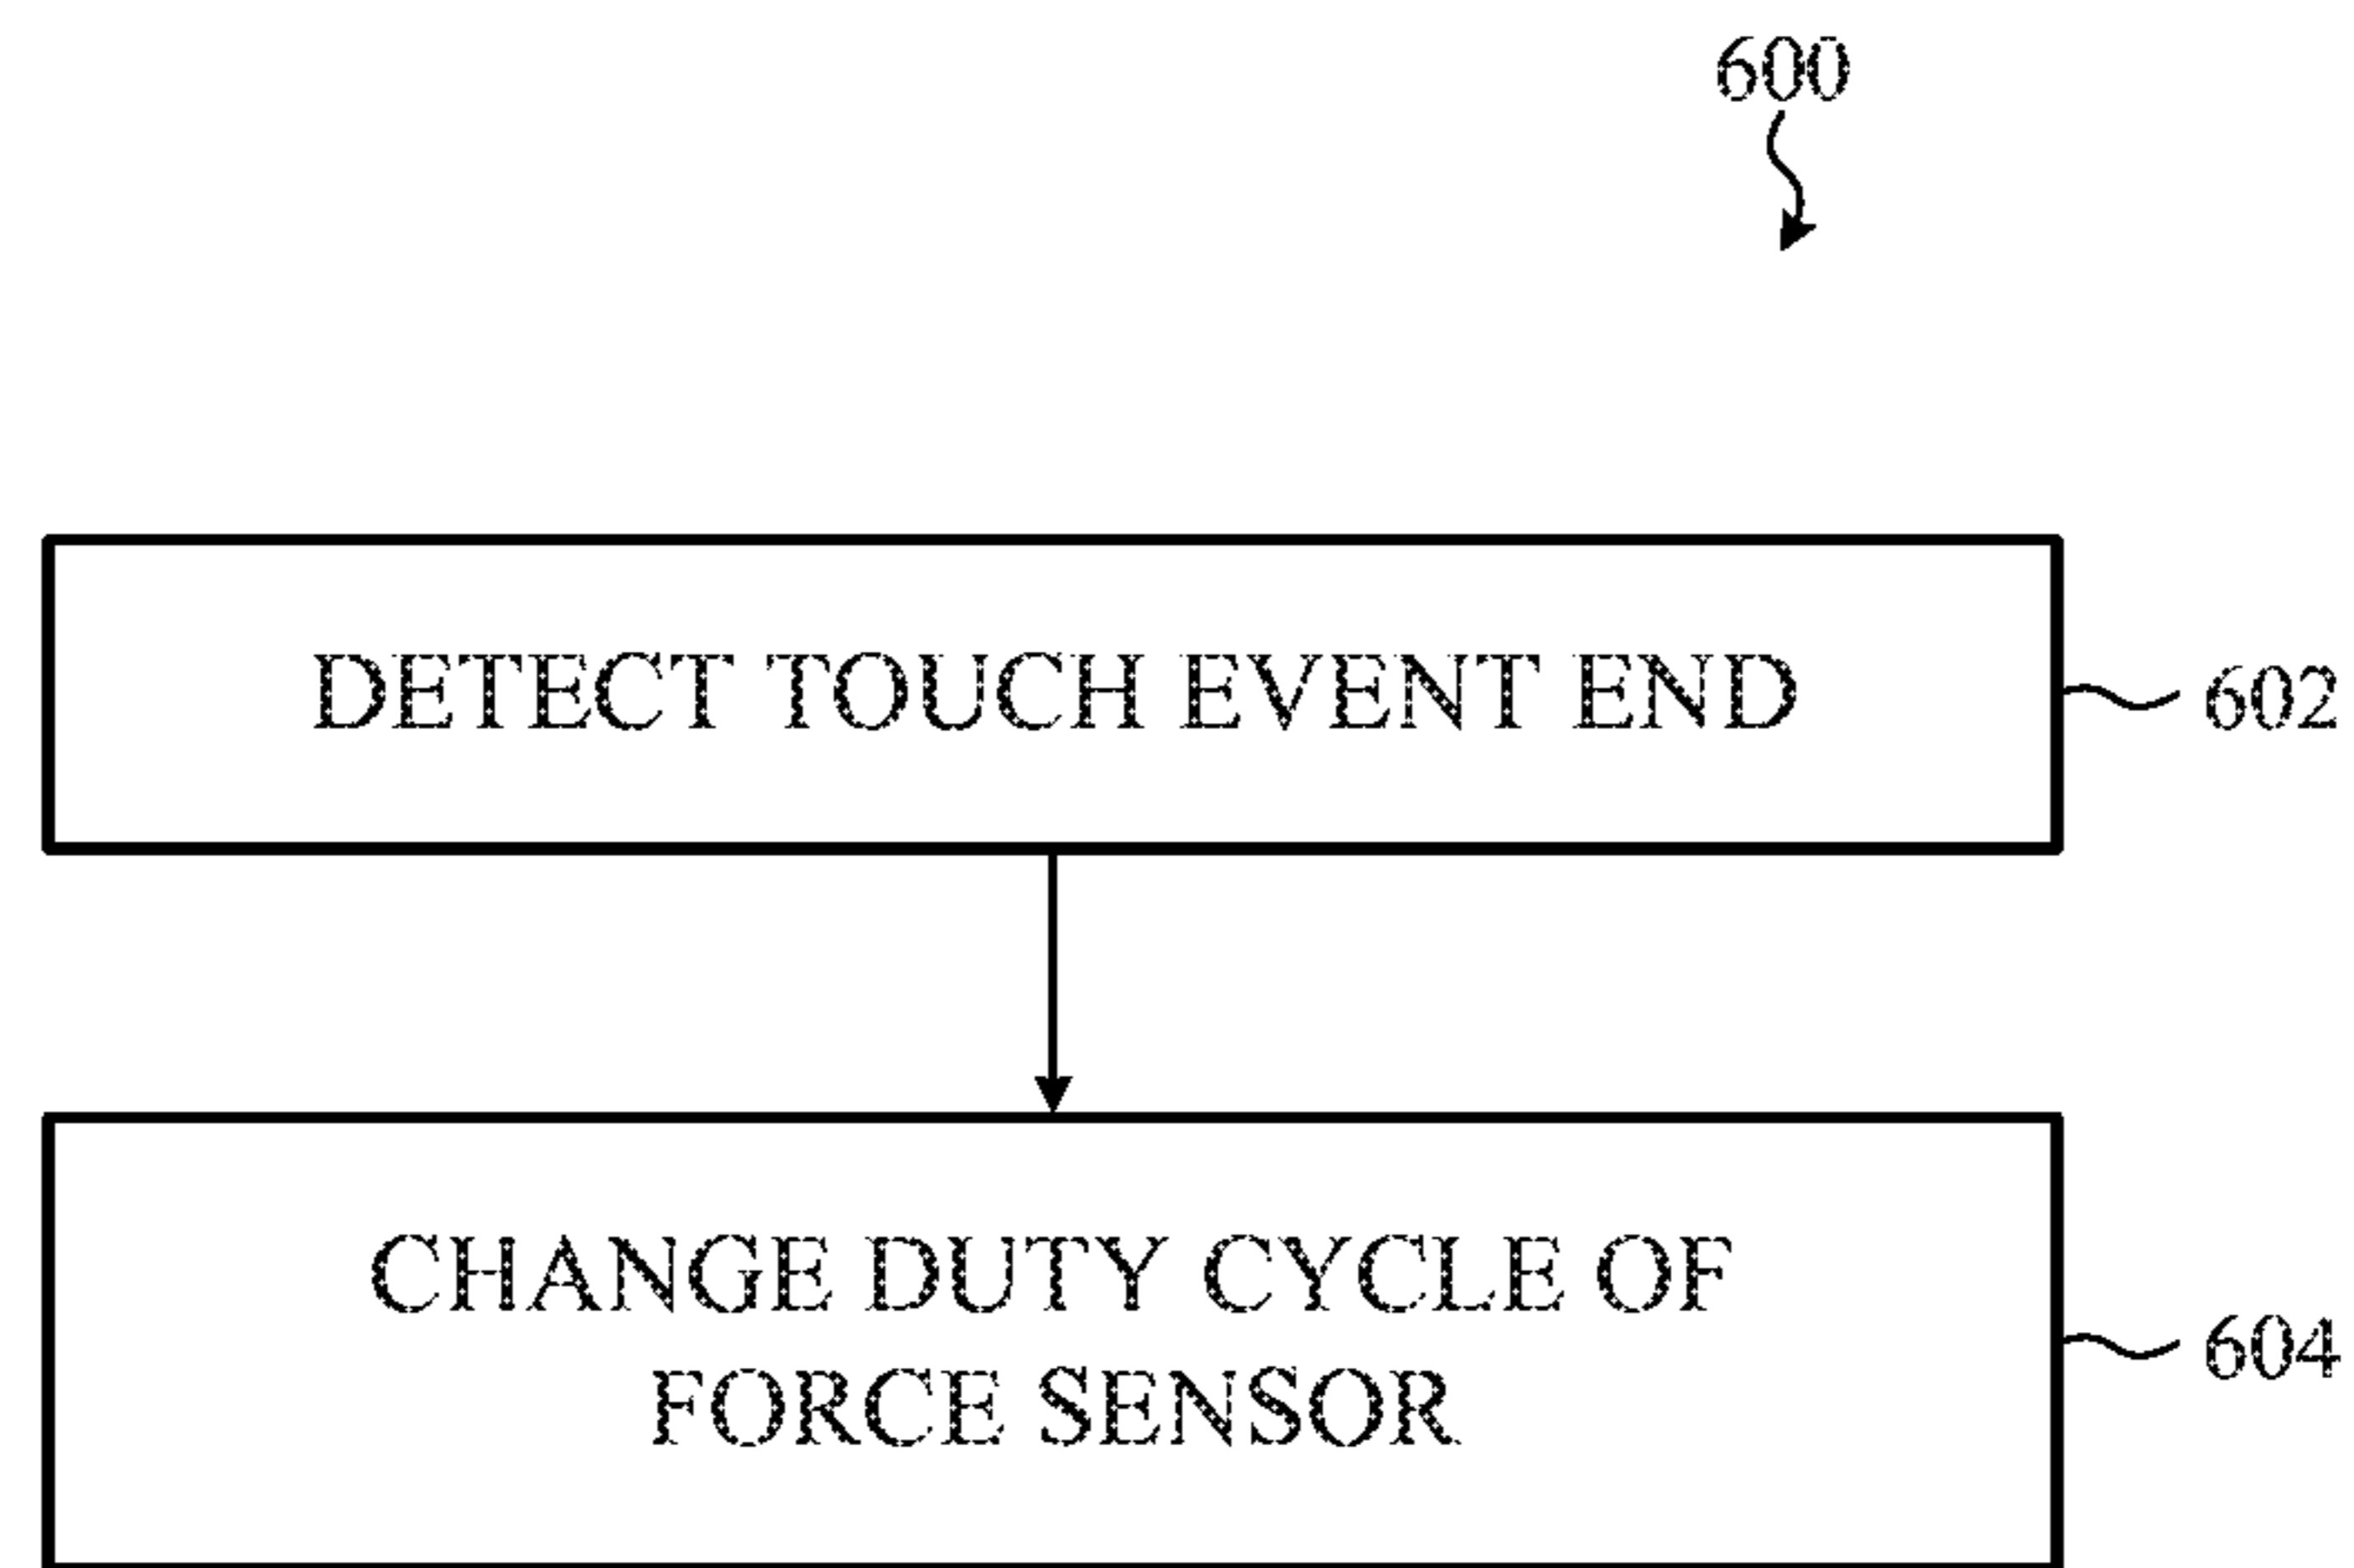 600
DETECT TOUCH EVENT END
602
CHANGE DUTY CYCLE OF
FORCE SENSOR
604